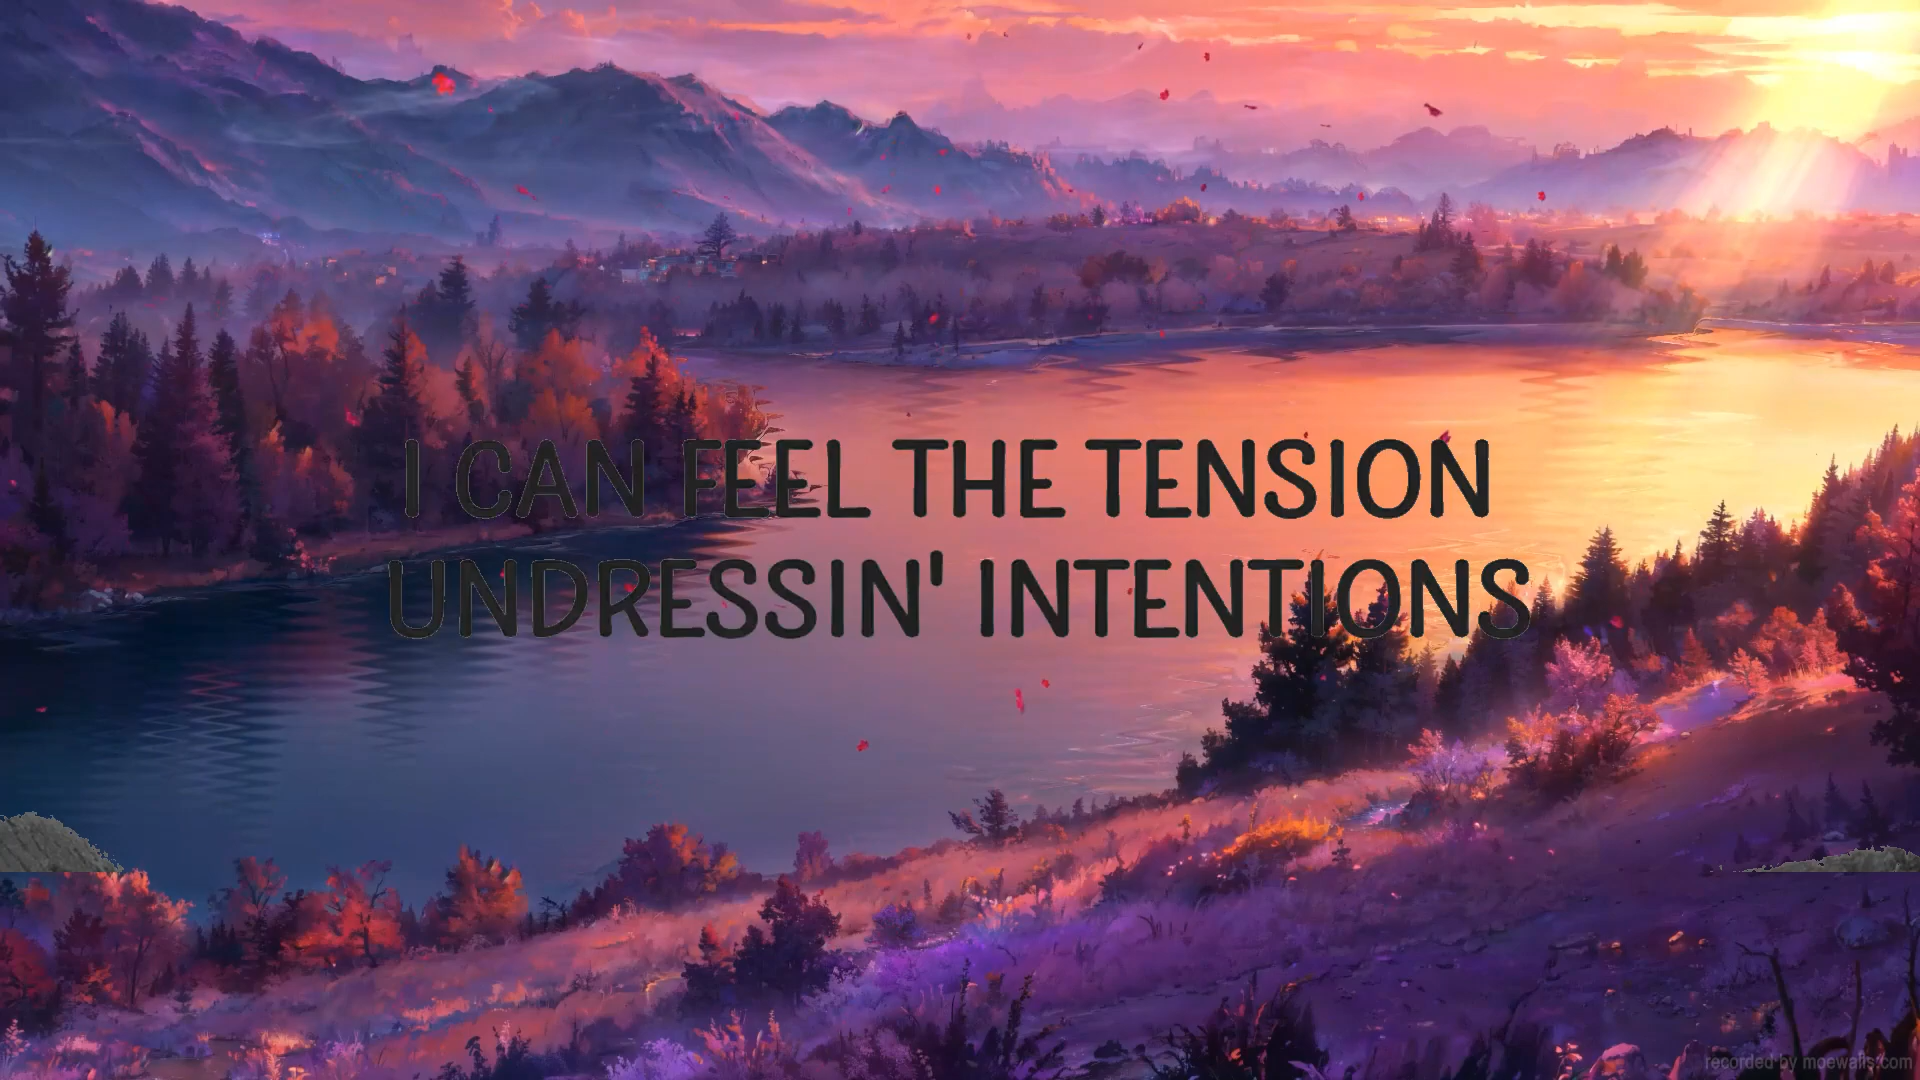 I CAN FEEL THE TENSION
UNDRESSIN' INTENTIONS
recorded by moewalls.com